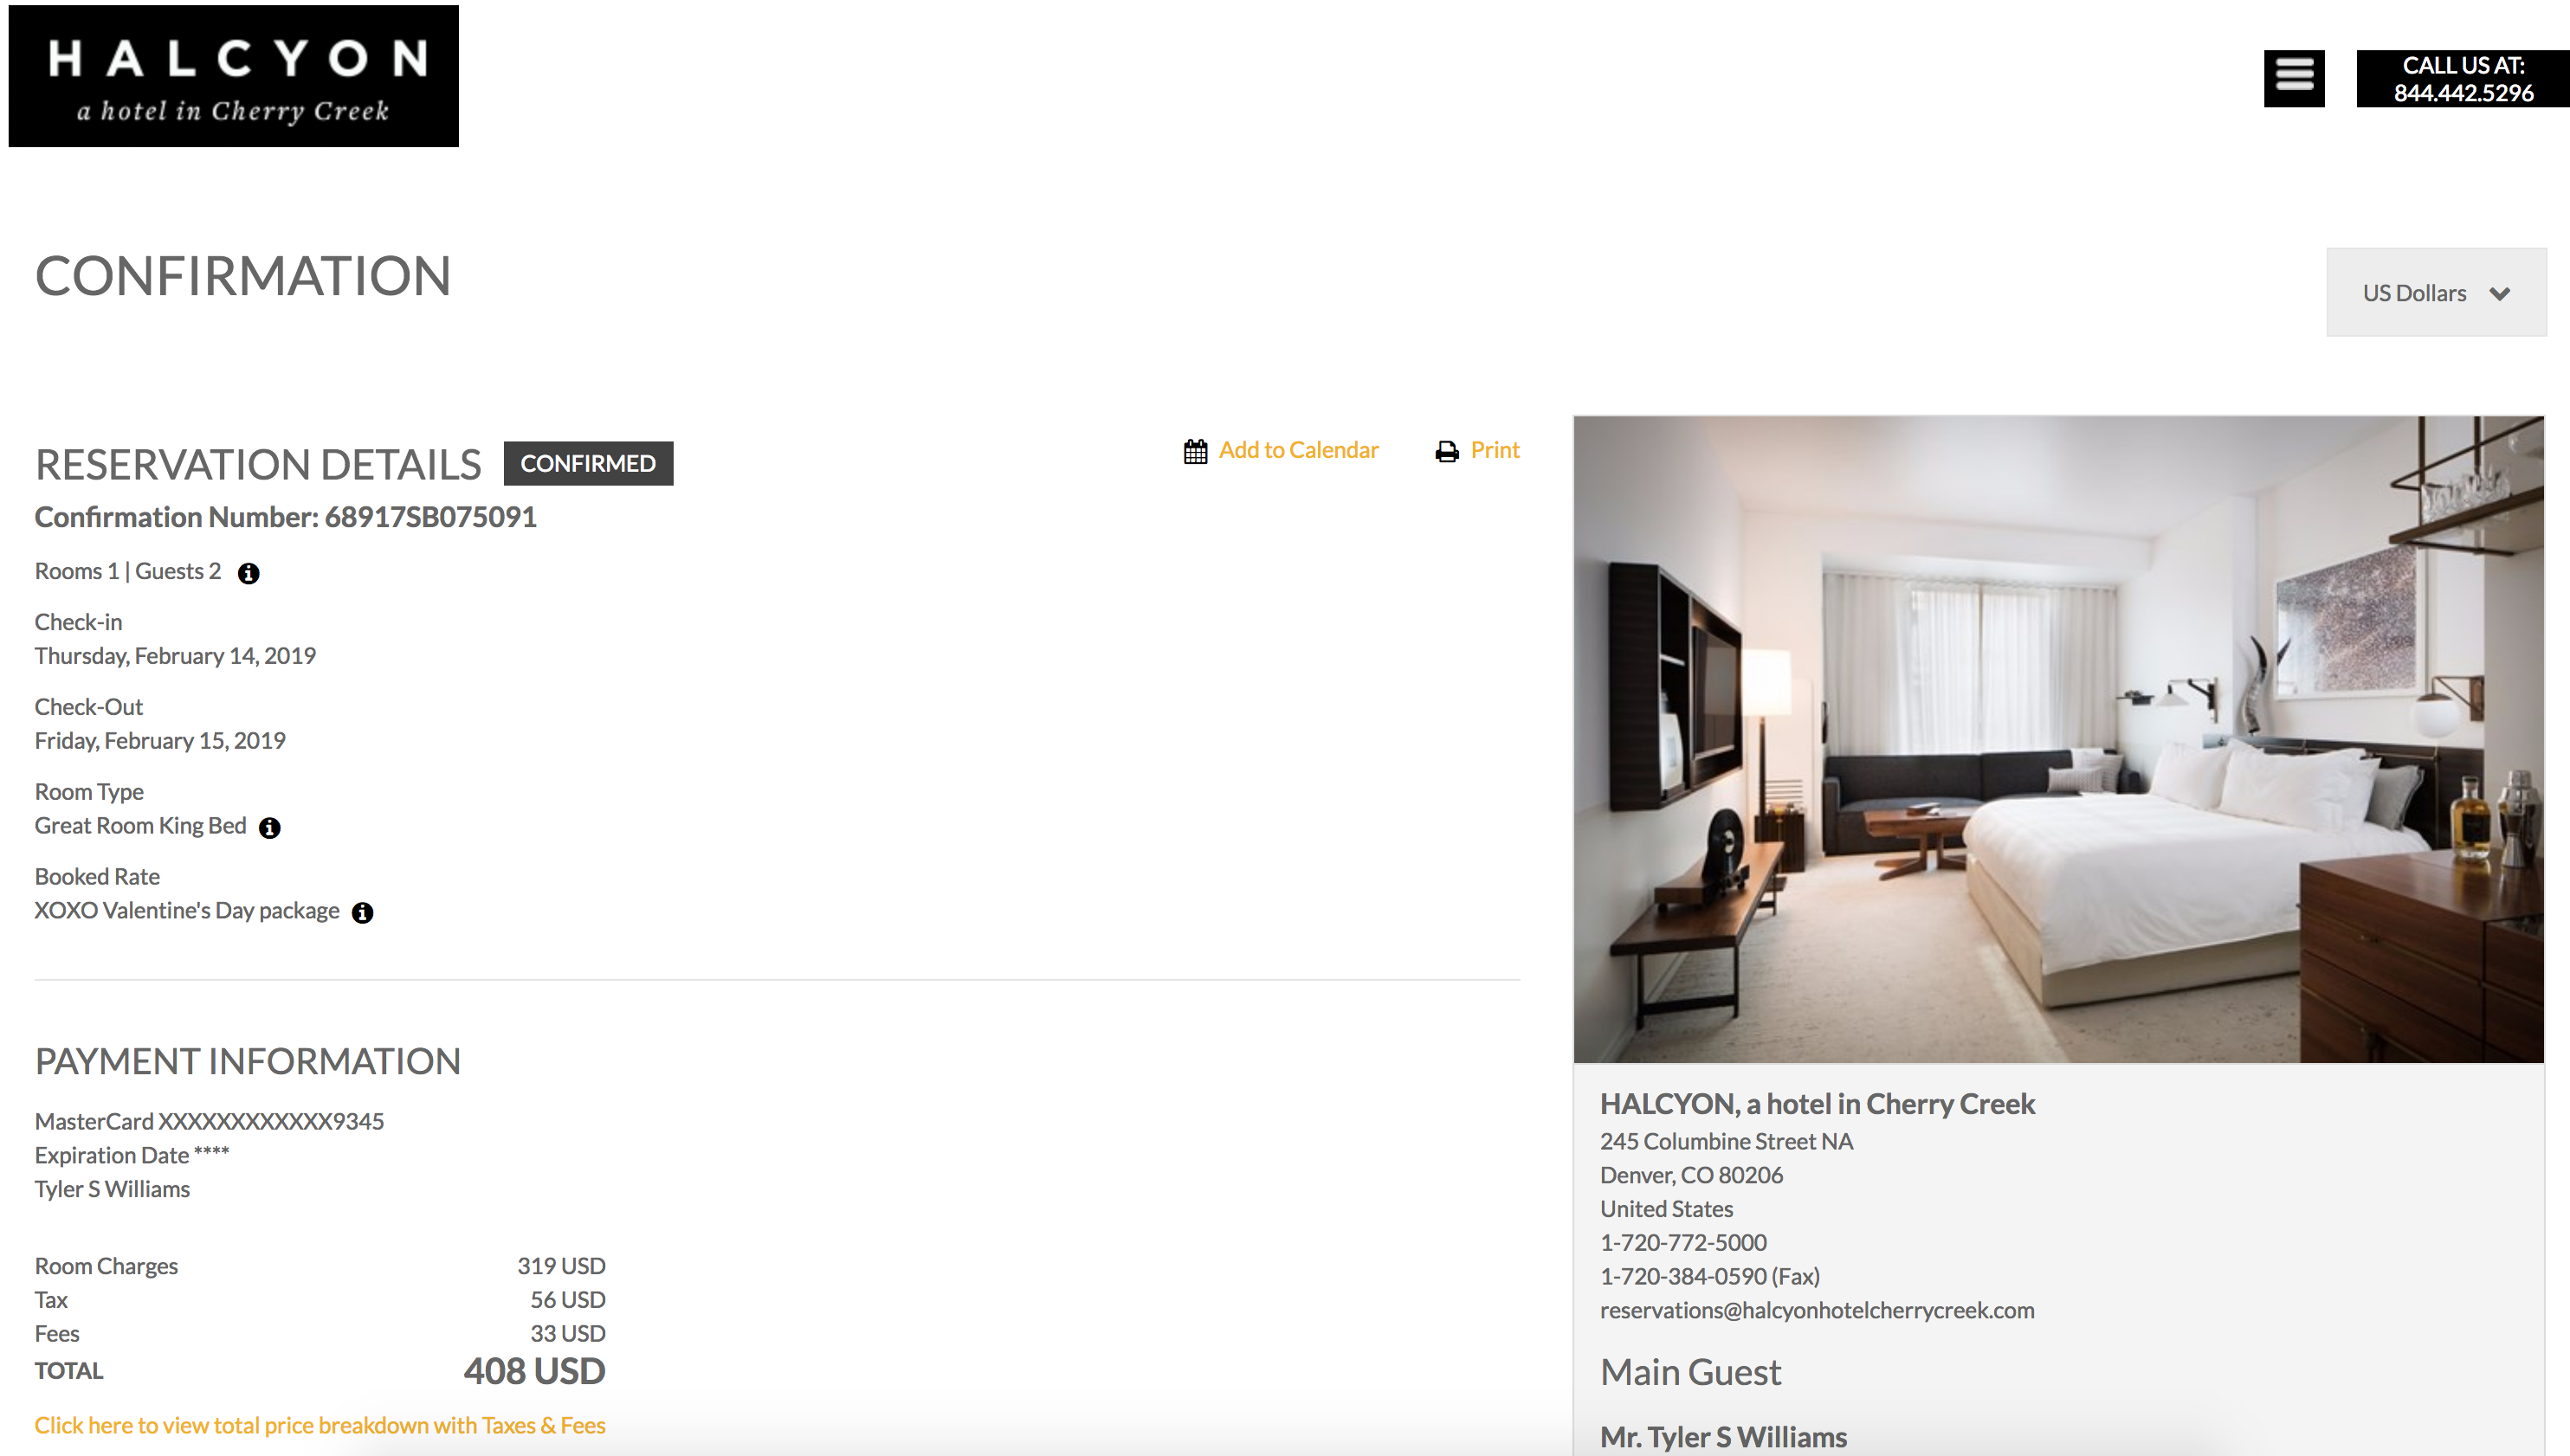 HALCYON
a hotel in Cherry Creek
CALL US AT:
844.442.5296
CONFIRMATION
US Dollars
RESERVATION DETAILS CONFIRMED
Add to Calendar Print
Confirmation Number: 68917SB075091
Rooms 1 | Guests 2
Check-in
Thursday, February 14, 2019
Check-Out
Friday, February 15, 2019
Room Type
Great Room King Bed
Booked Rate
XOXO Valentine's Day package
PAYMENT INFORMATION
MasterCard XXXXXXXXXXXX9345
Expiration Date ****
Tyler S Williams
Room Charges 319 USD
Tax 56 USD
Fees 33 USD
TOTAL 408 USD
Click here to view total price breakdown with Taxes & Fees
HALCYON, a hotel in Cherry Creek
245 Columbine Street NA
Denver, CO 80206
United States
1-720-772-5000
1-720-384-0590 (Fax)
reservations@halcyonhotelcherrycreek.com
Main Guest
Mr. Tyler S Williams